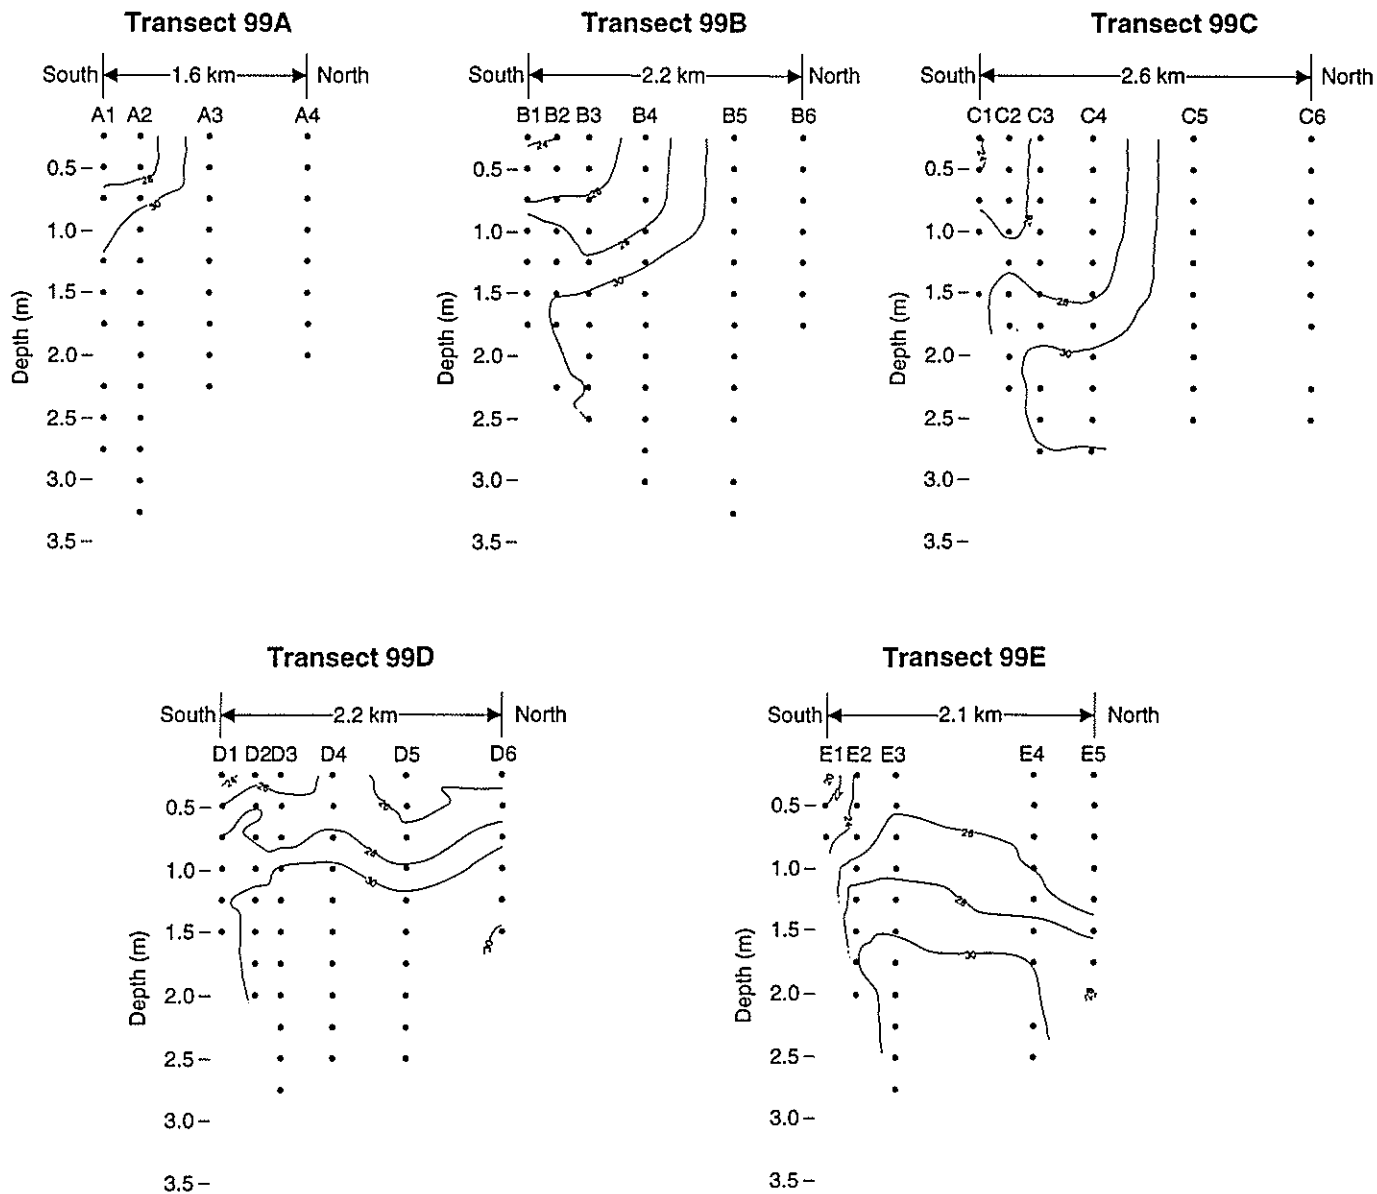 Transect 99A
South 1.6 km North
A1 A2 A3 A4
0.5
1.0
1.5
2.0
2.5
3.0
3.5
Depth (m)
28
30
Transect 99B
South 2.2 km North
B1 B2 B3 B4 B5 B6
0.5
1.0
1.5
2.0
2.5
3.0
3.5
Depth (m)
24
30
Transect 99C
South 2.6 km North
C1 C2 C3 C4 C5 C6
0.5
1.0
1.5
2.0
2.5
3.0
3.5
Depth (m)
24
28
30
Transect 99D
South 2.2 km North
D1 D2 D3 D4 D5 D6
0.5
1.0
1.5
2.0
2.5
3.0
3.5
Depth (m)
24
26
26
28
30
30
Transect 99E
South 2.1 km North
E1 E2 E3 E4 E5
0.5
1.0
1.5
2.0
2.5
3.0
3.5
Depth (m)
24
26
28
30